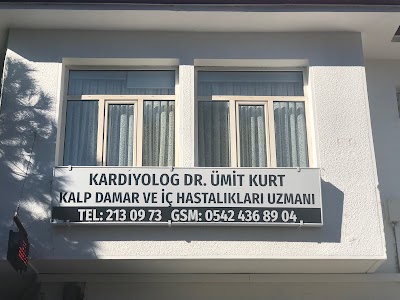 KARDİYOLOG DR. ÜMİT KURT
KALP DAMAR VE İÇ HASTALIKLARI UZMANI
TEL: 213 09 73 GSM: 0542 436 89 04